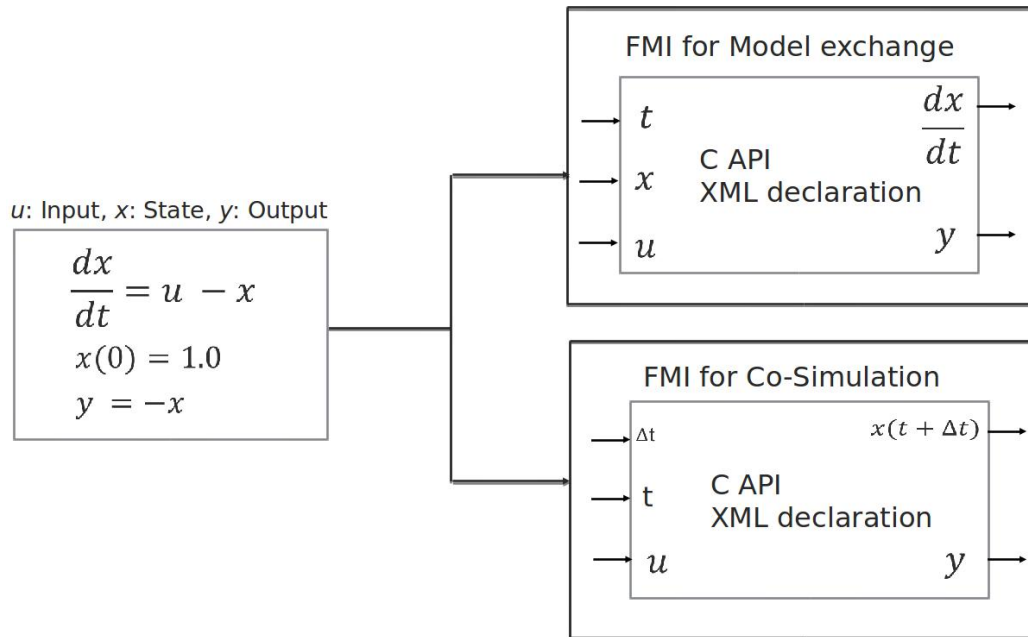 u: Input, x: State, y: Output
dx
dt
= u − x
x(0) = 1.0
y = −x
FMI for Model exchange
t
x
u
C API
XML declaration
dx
dt
y
FMI for Co-Simulation
Δt
t
u
C API
XML declaration
x(t + Δt)
y